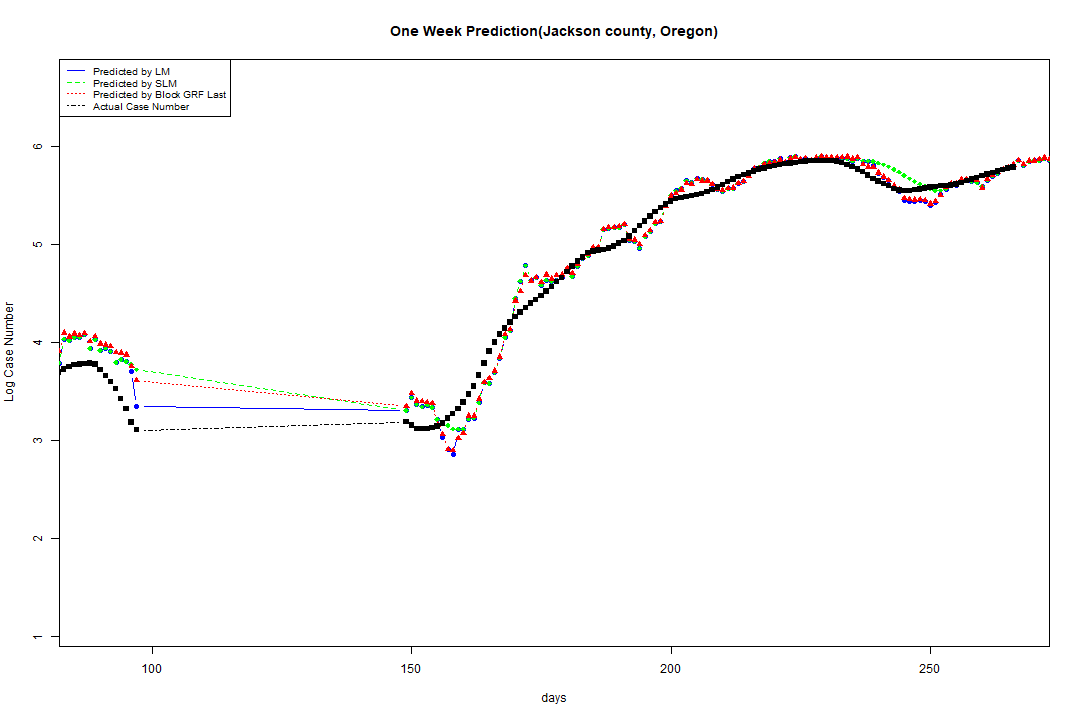 One Week Prediction(Jackson county, Oregon)
Predicted by LM
Predicted by SLM
Predicted by Block GRF Last
Actual Case Number
Log Case Number
6
5
4
3
2
1
100 150 200 250
days